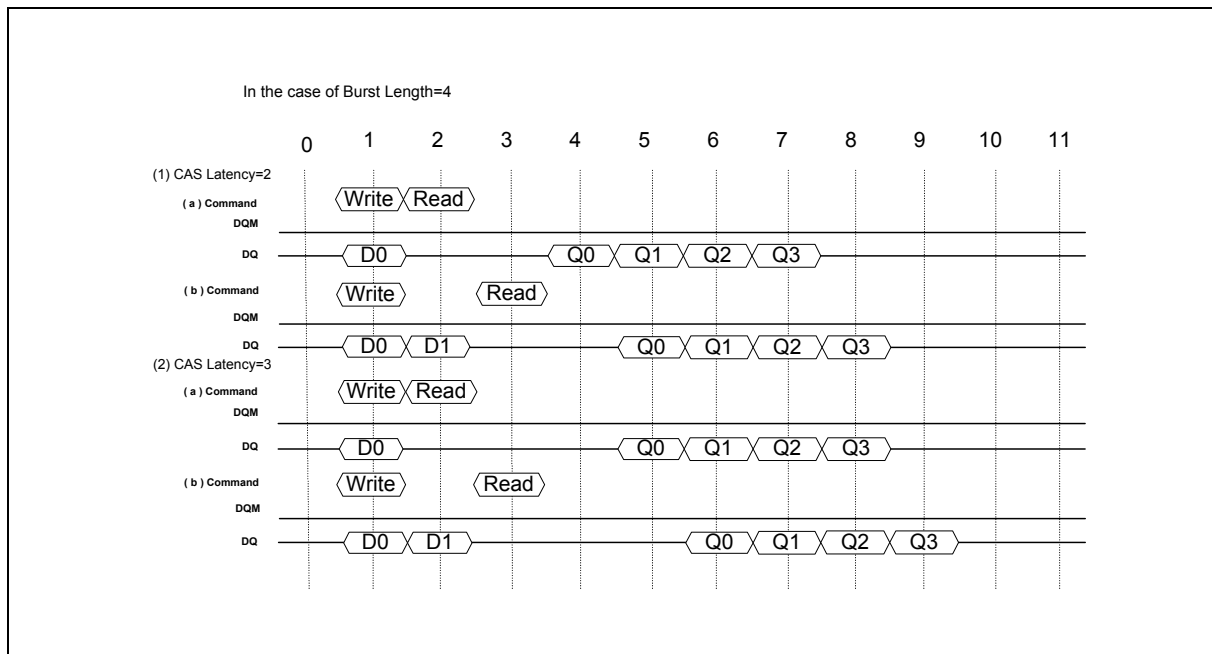 In the case of Burst Length=4
0 1 2 3 4 5 6 7 8 9 10 11
(1) CAS Latency=2
( a ) Command Write Read
DQM
DQ D0 Q0 Q1 Q2 Q3
( b ) Command Write Read
DQM
DQ D0 D1 Q0 Q1 Q2 Q3
(2) CAS Latency=3
( a ) Command Write Read
DQM
DQ D0 Q0 Q1 Q2 Q3
( b ) Command Write Read
DQM
DQ D0 D1 Q0 Q1 Q2 Q3